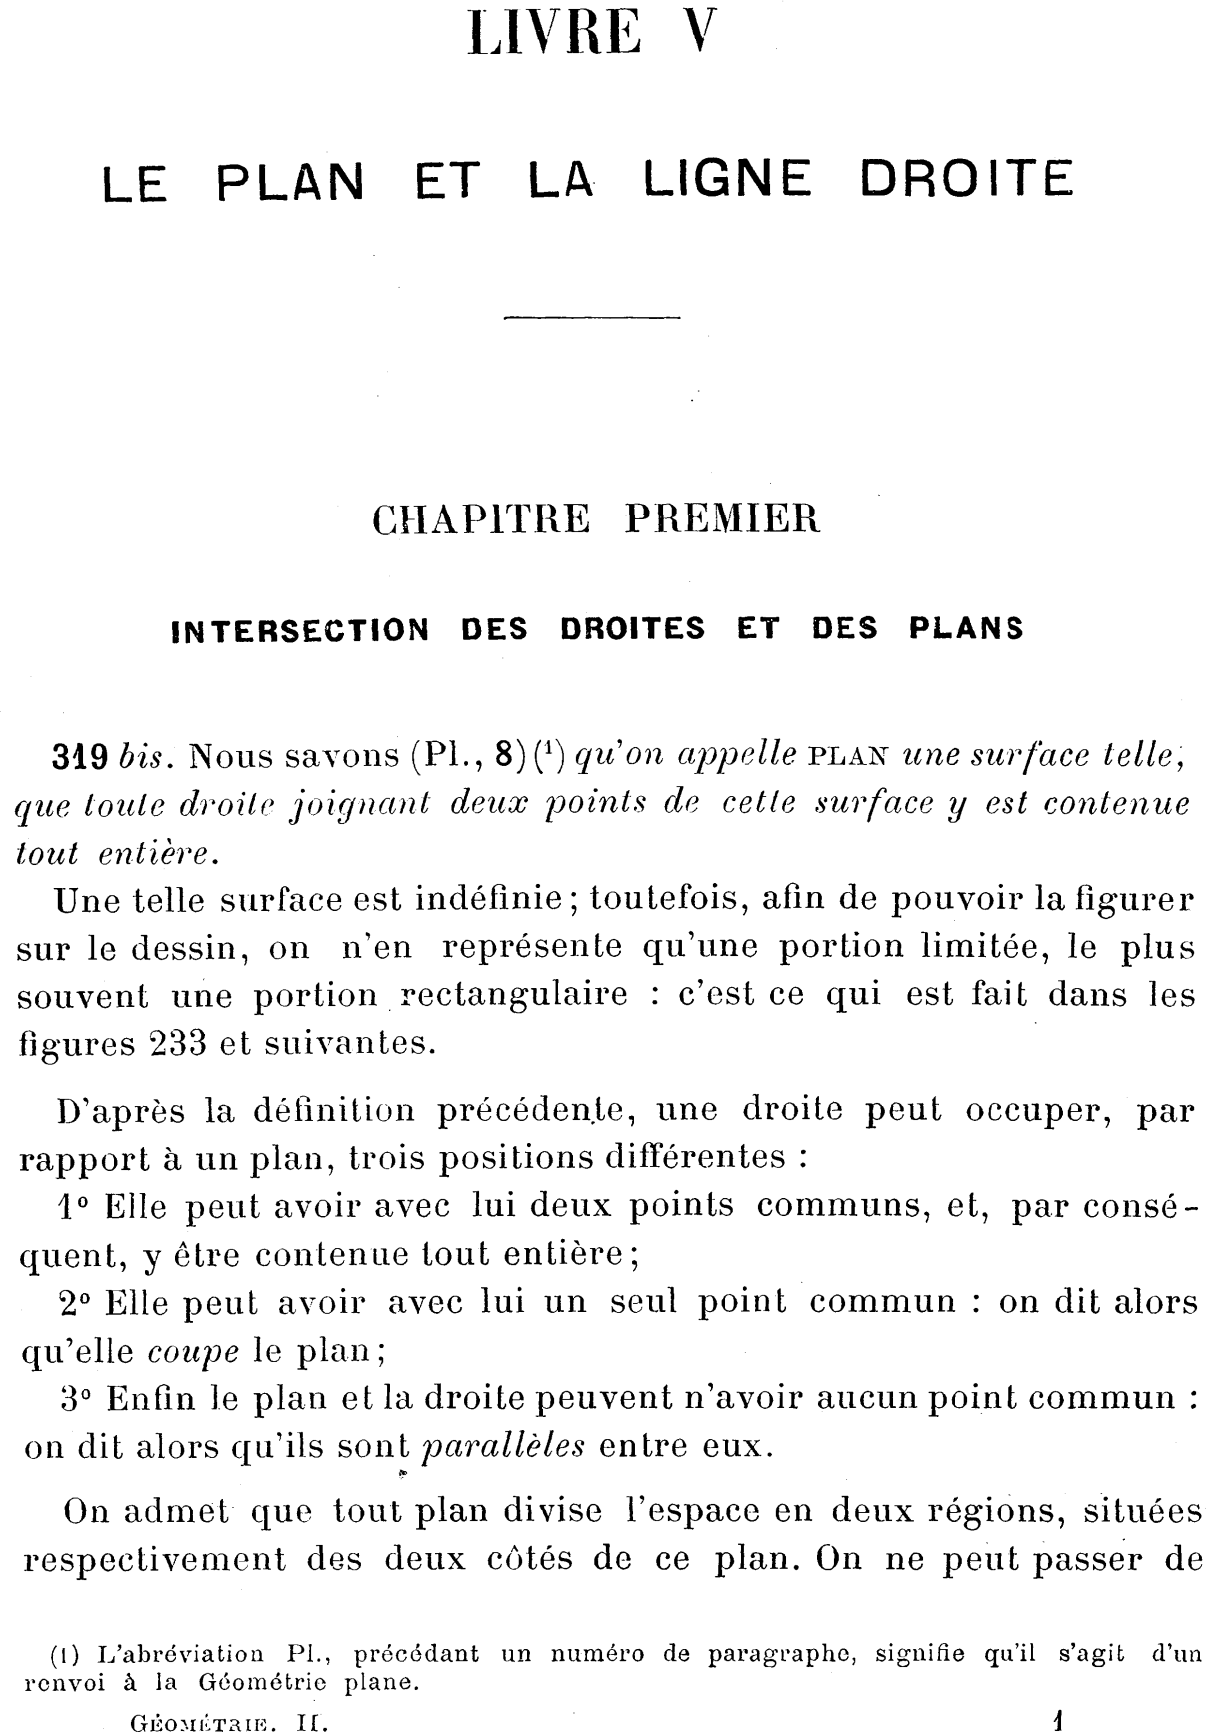 LIVRE V
LE PLAN ET LA LIGNE DROITE
CHAPITRE PREMIER
INTERSECTION DES DROITES ET DES PLANS
319 bis. Nous savons (Pl., 8) (¹) qu'on appelle PLAN une surface telle,
que toute droite joignant deux points de cette surface y est contenue
tout entière.
Une telle surface est indéfinie ; toutefois, afin de pouvoir la figurer
sur le dessin, on n'en représente qu'une portion limitée, le plus
souvent une portion rectangulaire : c'est ce qui est fait dans les
figures 233 et suivantes.
D'après la définition précédente, une droite peut occuper, par
rapport à un plan, trois positions différentes :
1° Elle peut avoir avec lui deux points communs, et, par consé-
quent, y être contenue tout entière ;
2° Elle peut avoir avec lui un seul point commun : on dit alors
qu'elle coupe le plan ;
3° Enfin le plan et la droite peuvent n'avoir aucun point commun :
on dit alors qu'ils sont parallèles entre eux.
On admet que tout plan divise l'espace en deux régions, situées
respectivement des deux côtés de ce plan. On ne peut passer de
(1) L'abréviation Pl., précédant un numéro de paragraphe, signifie qu'il s'agit d'un
renvoi à la Géométrie plane.
GÉOMÉTRIE. II. 1